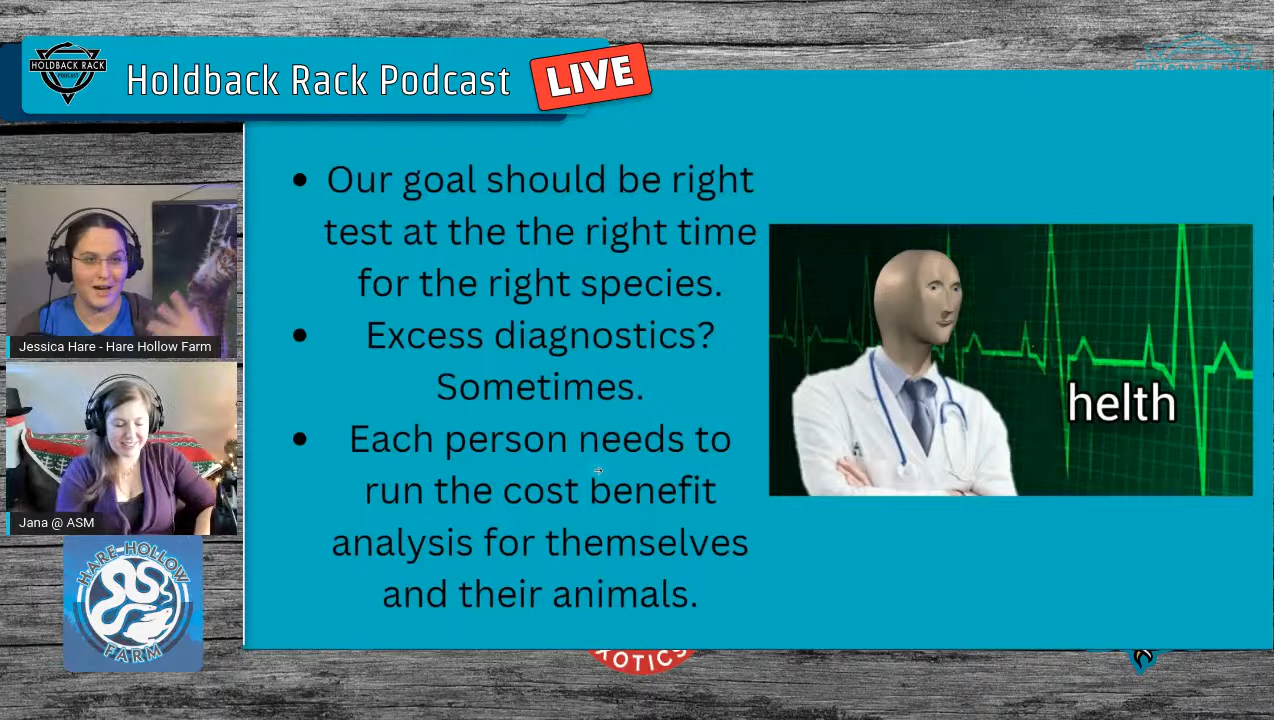 HOLDBACK RACK
PODCAST
Holdback Rack Podcast
LIVE
• Our goal should be right
test at the the right time
for the right species.
• Excess diagnostics?
Sometimes.
• Each person needs to
run the cost benefit
analysis for themselves
and their animals.
helth
Jessica Hare - Hare Hollow Farm
Jana @ ASM
HARE HOLLOW
FARM
XOTICS